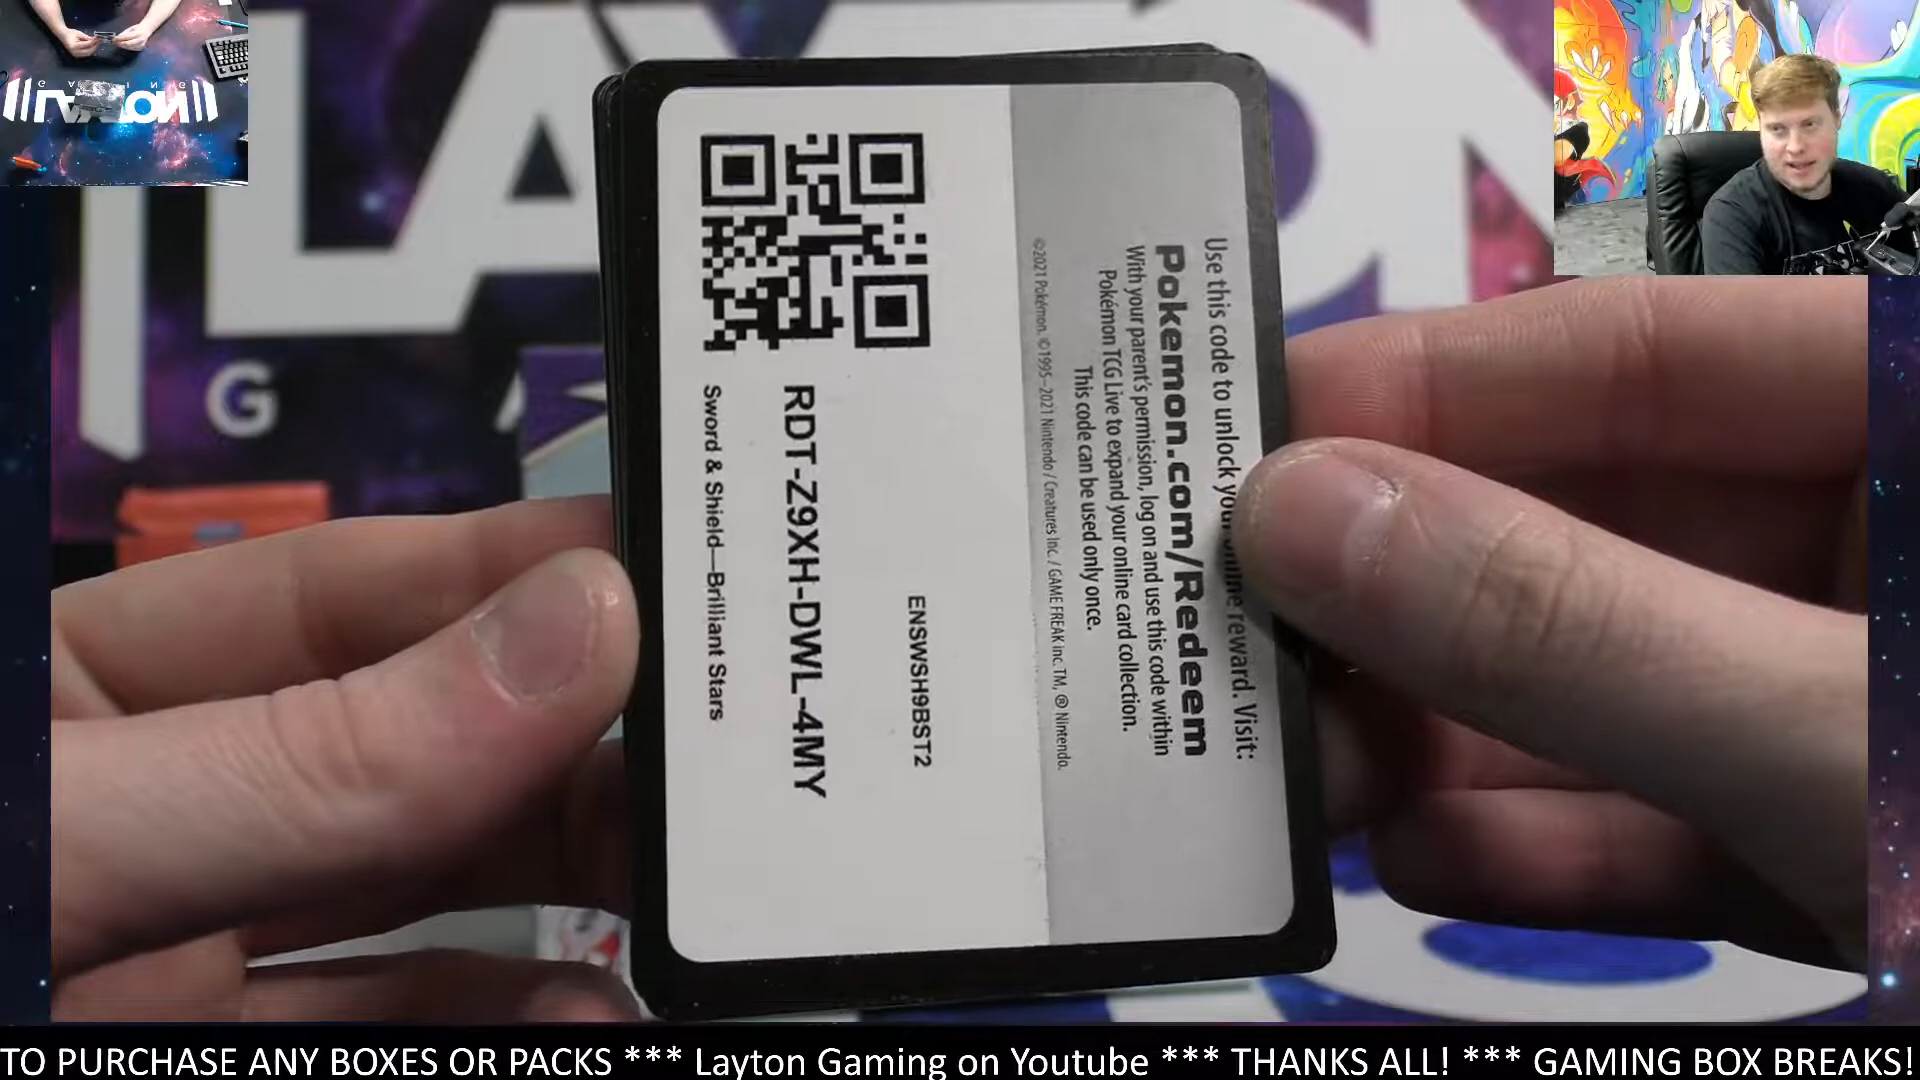 LAYTON
G A
Use this code to unlock your online reward. Visit:
Pokemon.com/Redeem
With your parent's permission, log on and use this code within
Pokémon TCG Live to expand your online card collection.
This code can be used only once.
©2021 Pokémon. ©1995–2021 Nintendo / Creatures Inc. / GAME FREAK inc. TM, ® Nintendo.
ENSWSH9BST2
RDT-Z9XH-DWL-4MY
Sword & Shield—Brilliant Stars
TO PURCHASE ANY BOXES OR PACKS *** Layton Gaming on Youtube *** THANKS ALL! *** GAMING BOX BREAKS!